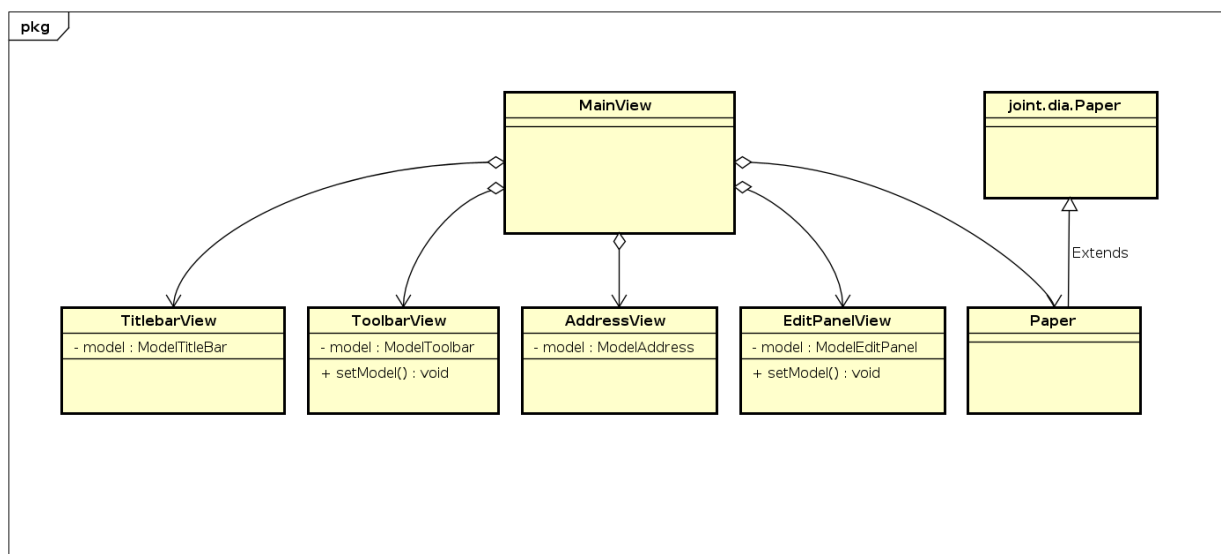 pkg
MainView
joint.dia.Paper
Extends
TitlebarView
- model : ModelTitleBar
ToolbarView
- model : ModelToolbar
+ setModel() : void
AddressView
- model : ModelAddress
EditPanelView
- model : ModelEditPanel
+ setModel() : void
Paper